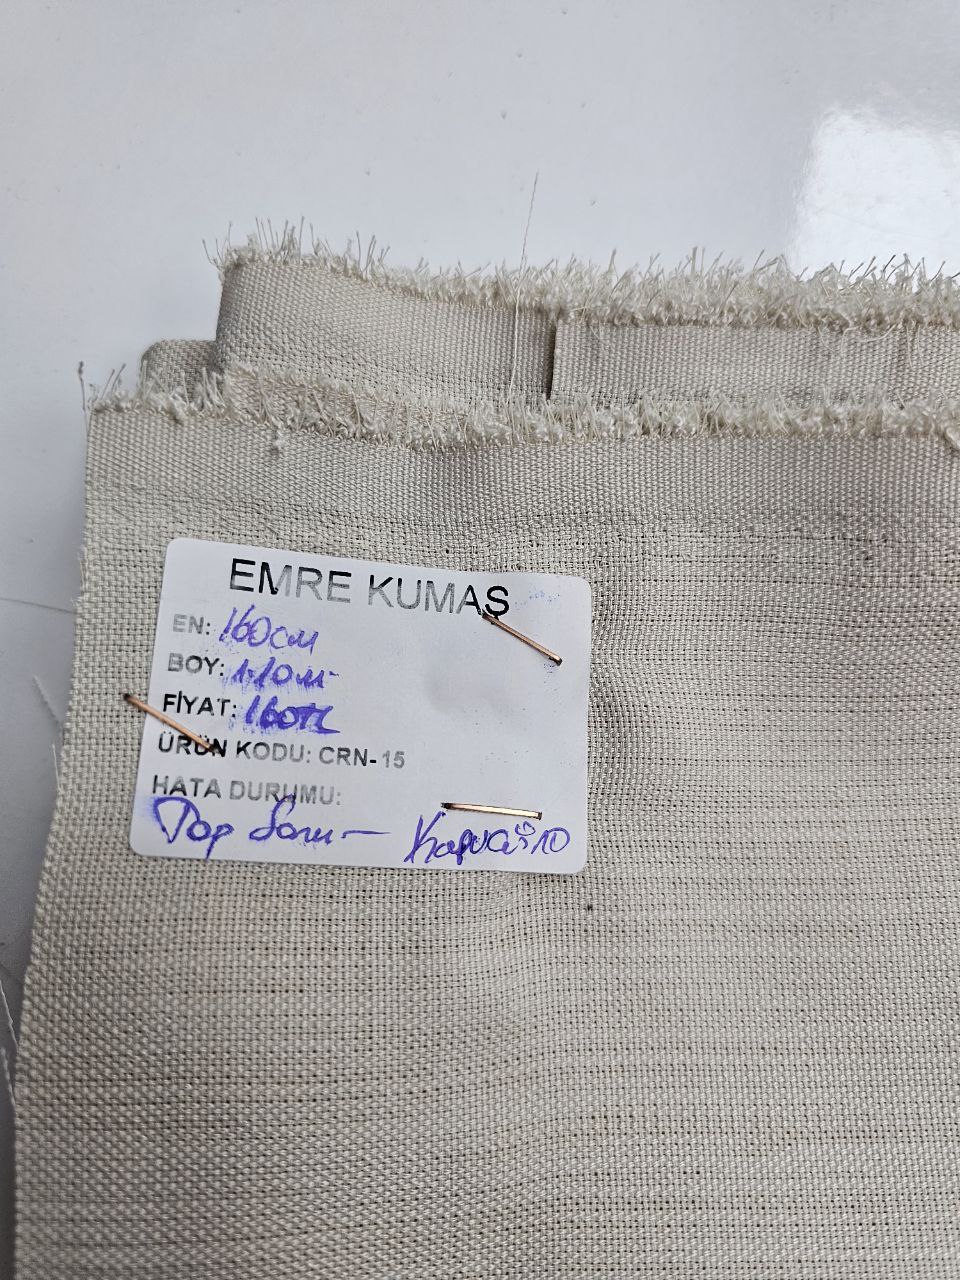 EMRE KUMAŞ
EN: 160cm
BOY: 1.10m
FİYAT: 160TL
ÜRÜN KODU: CRN-15
HATA DURUMU:
Top Sonu -